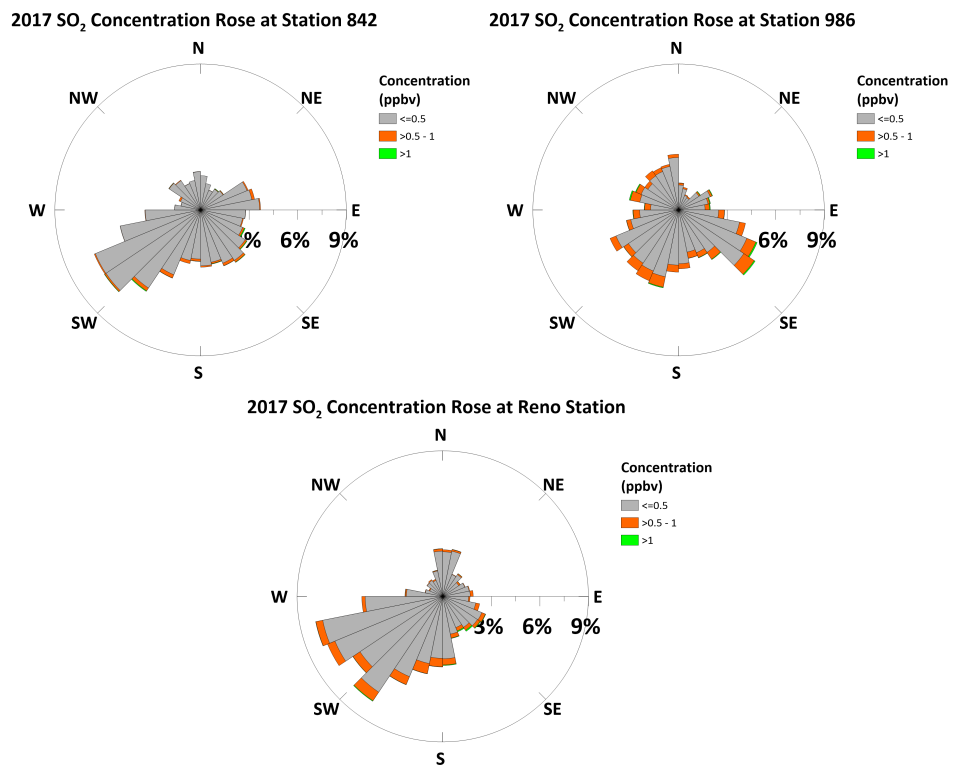 2017 SO2 Concentration Rose at Station 842
N
NW
NE
W
E
SW
SE
S
% 6% 9%
Concentration
(ppbv)
<=0.5
>0.5 - 1
>1
2017 SO2 Concentration Rose at Station 986
N
NW
NE
W
E
SW
SE
S
6% 9%
Concentration
(ppbv)
<=0.5
>0.5 - 1
>1
2017 SO2 Concentration Rose at Reno Station
N
NW
NE
W
E
SW
SE
S
3% 6% 9%
Concentration
(ppbv)
<=0.5
>0.5 - 1
>1